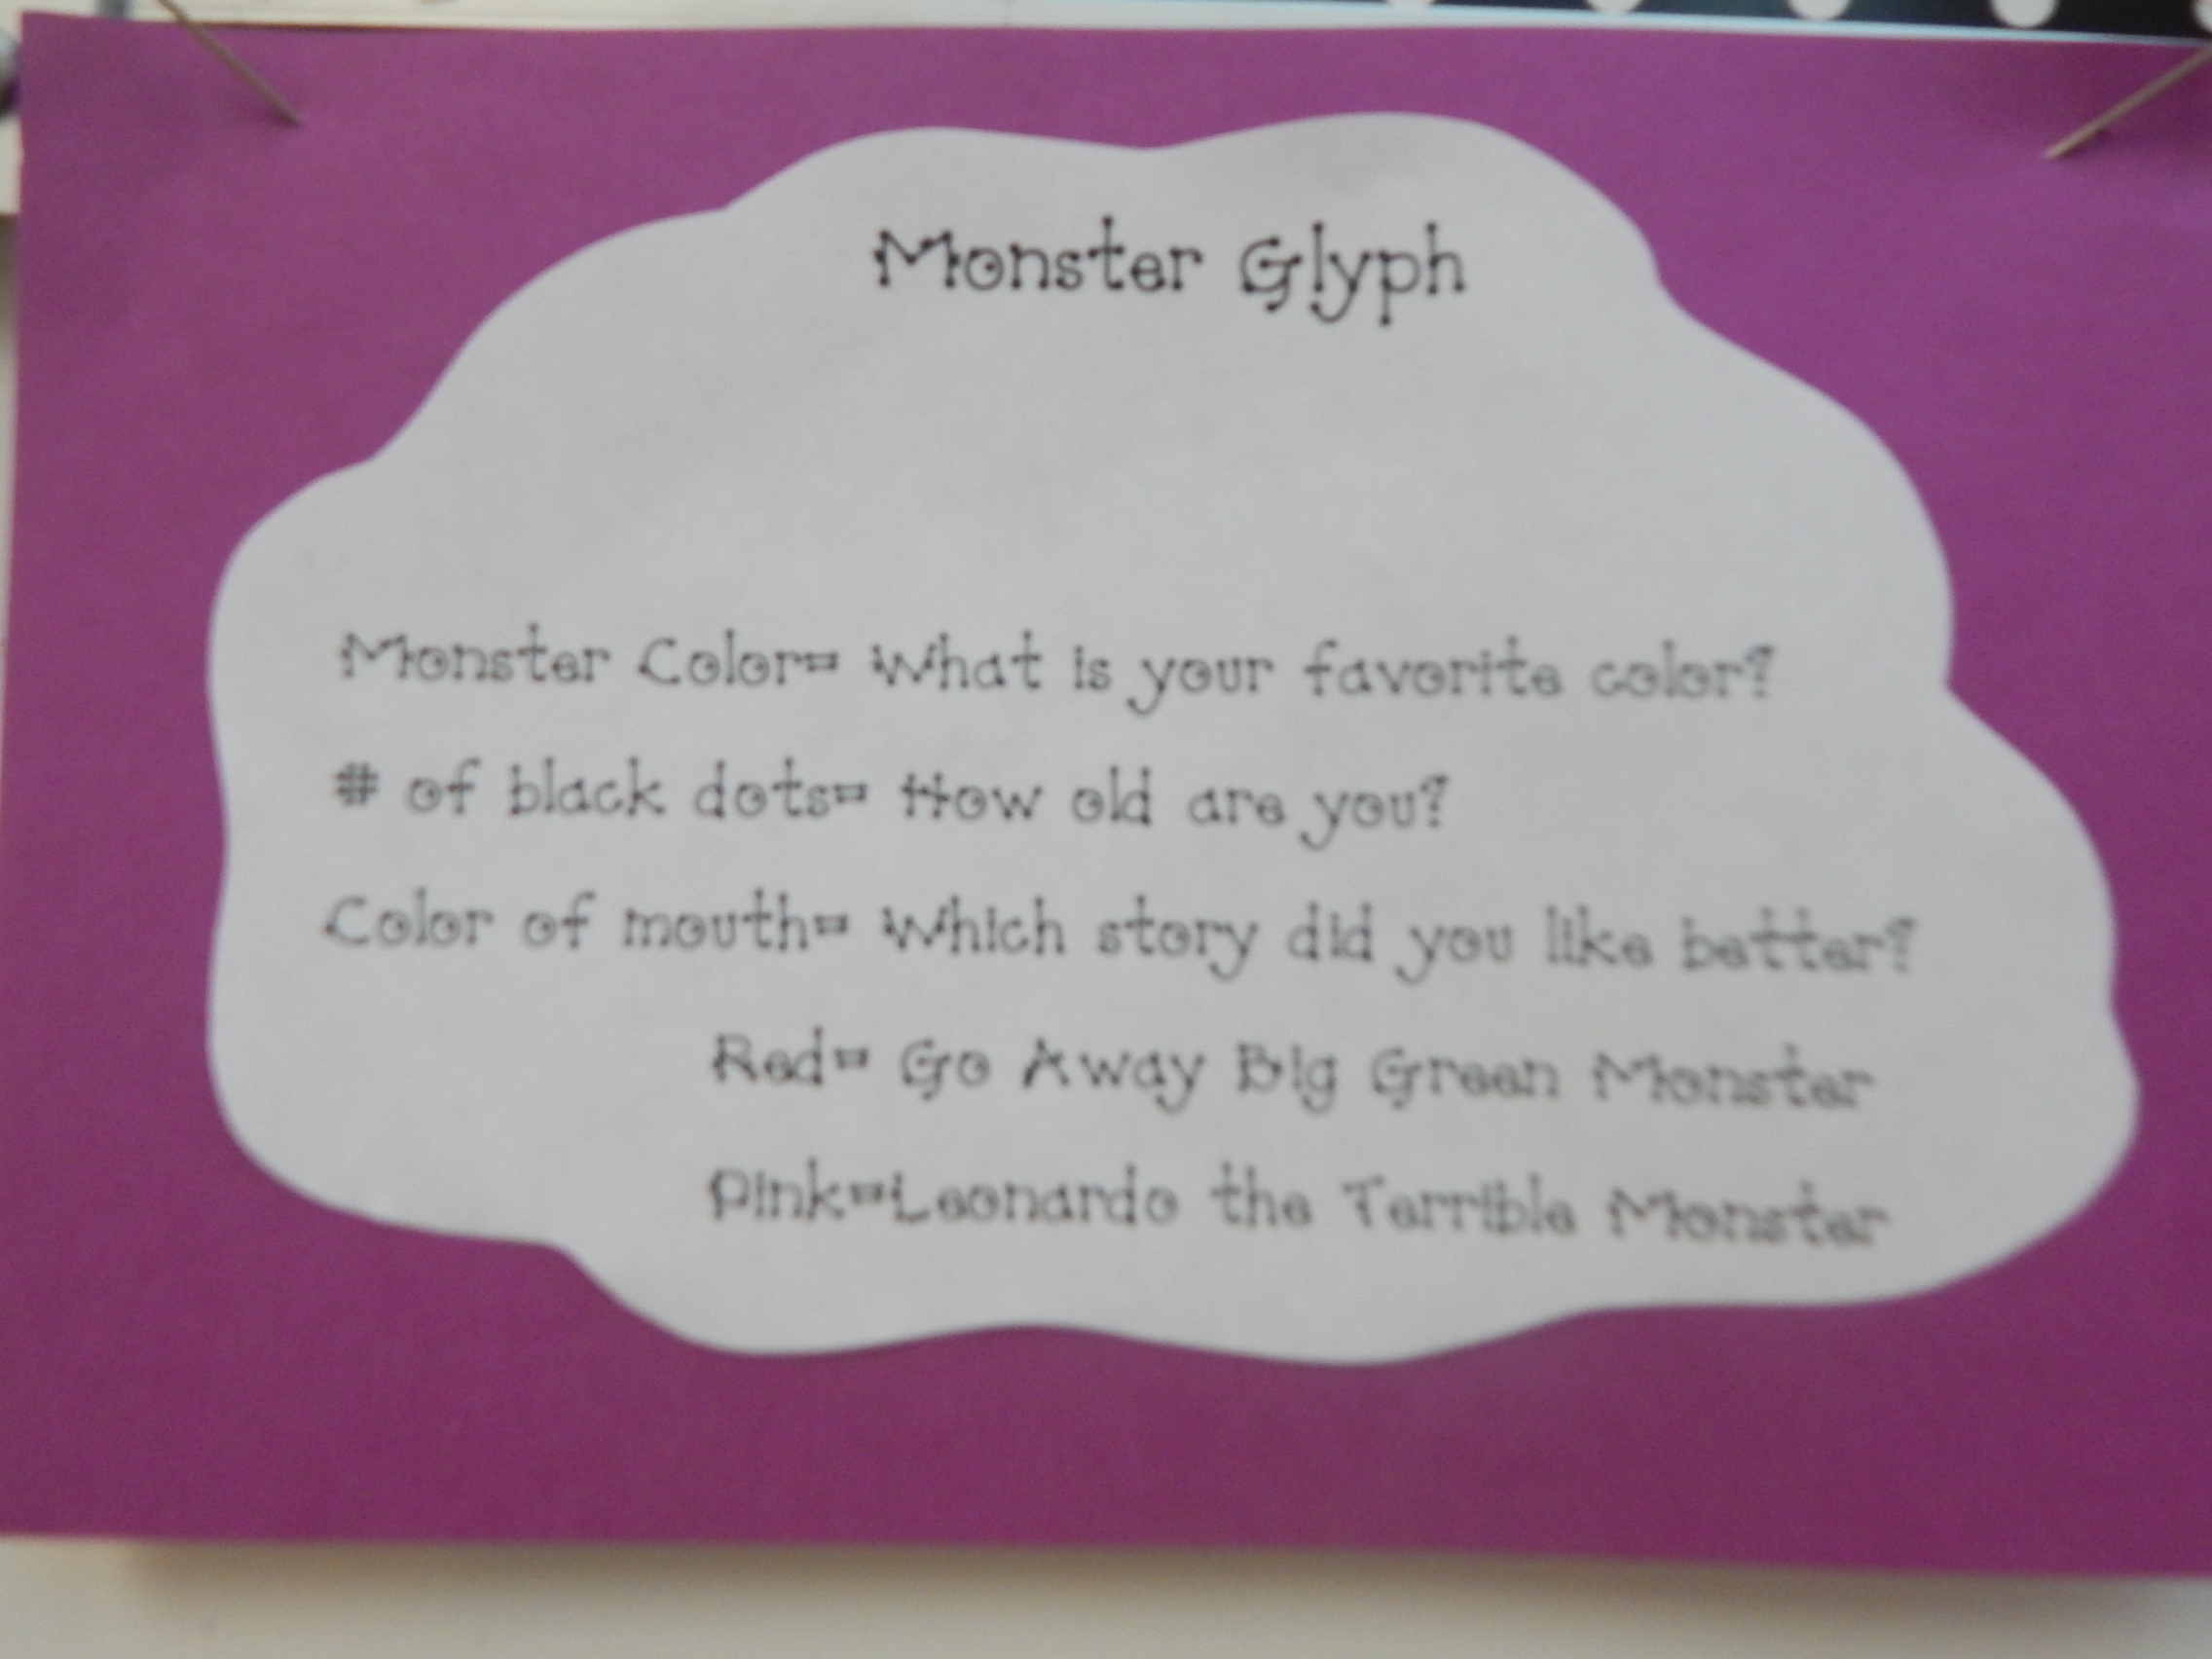 Monster Glyph
Monster Color= What is your favorite color?
# of black dots= How old are you?
Color of mouth= Which story did you like better?
Red= Go Away Big Green Monster
Pink=Leonardo the Terrible Monster